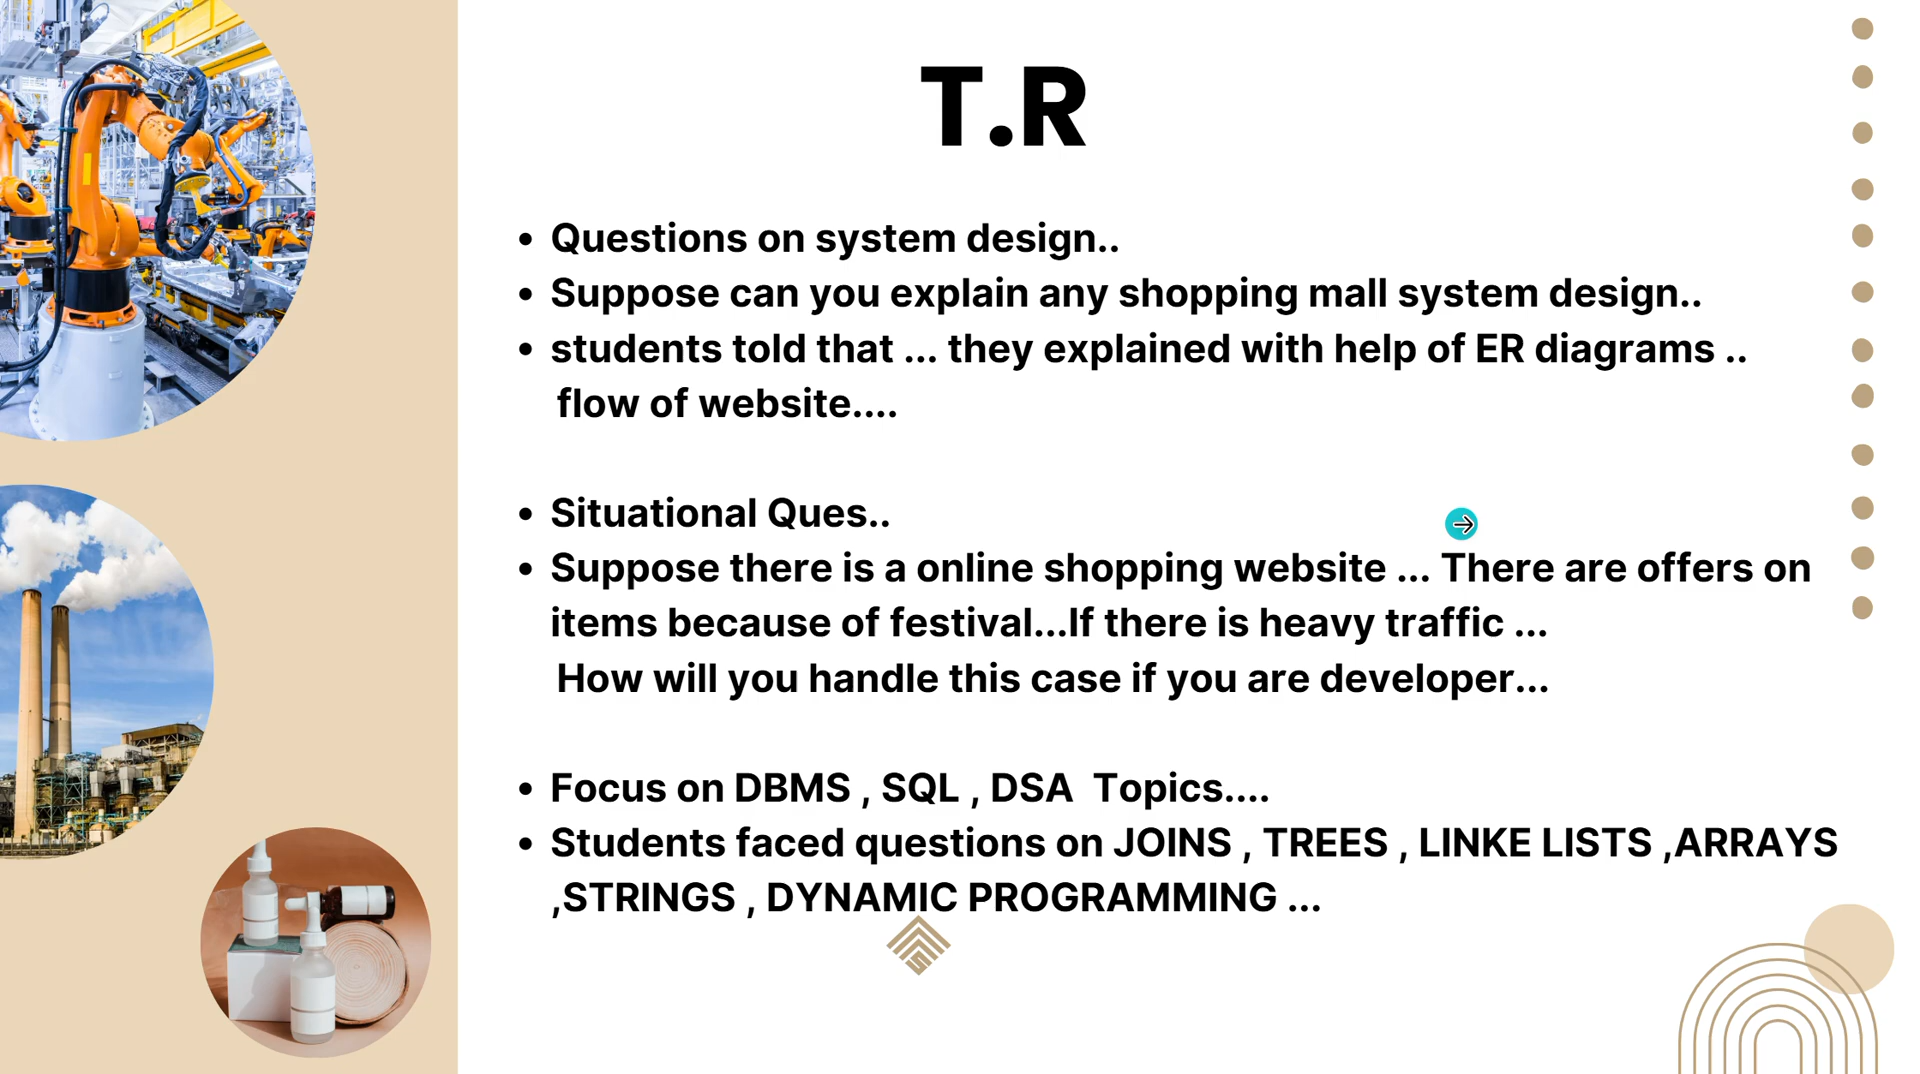 T.R
• Questions on system design..
• Suppose can you explain any shopping mall system design..
• students told that ... they explained with help of ER diagrams ..
flow of website....
• Situational Ques..
• Suppose there is a online shopping website ... There are offers on
items because of festival...If there is heavy traffic ...
How will you handle this case if you are developer...
• Focus on DBMS , SQL , DSA  Topics....
• Students faced questions on JOINS , TREES , LINKE LISTS ,ARRAYS
,STRINGS , DYNAMIC PROGRAMMING ...